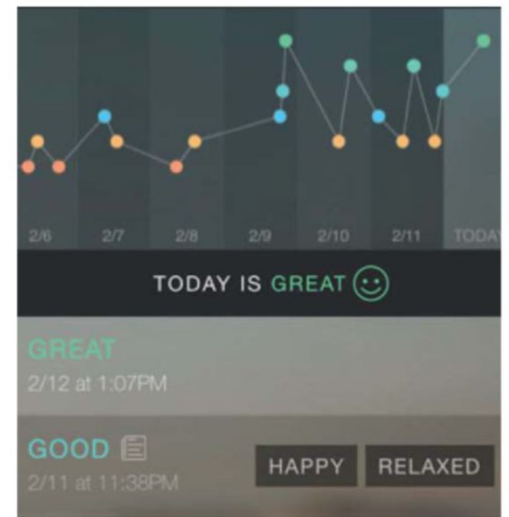 2/6 2/7 2/8 2/9 2/10 2/11 TODAY
TODAY IS GREAT
GREAT
2/12 at 1:07PM
GOOD
2/11 at 11:38PM
HAPPY RELAXED